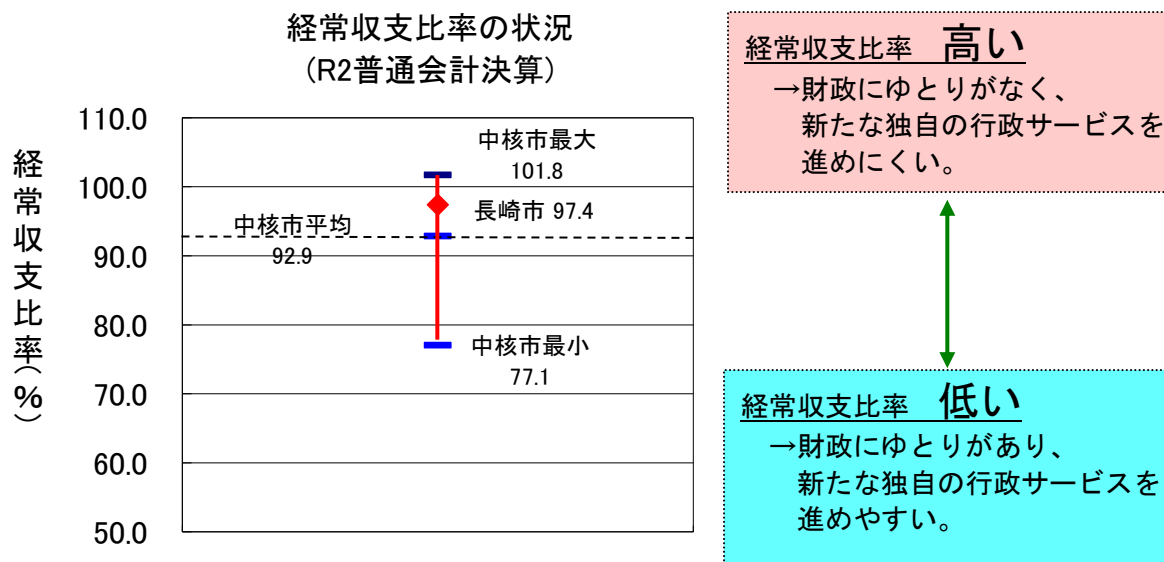 経常収支比率の状況
（R2普通会計決算）
経常収支比率（％）
110.0
100.0
90.0
80.0
70.0
60.0
50.0
中核市最大
101.8
長崎市 97.4
中核市平均
92.9
中核市最小
77.1
経常収支比率 高い
→財政にゆとりがなく、
新たな独自の行政サービスを
進めにくい。
経常収支比率 低い
→財政にゆとりがあり、
新たな独自の行政サービスを
進めやすい。